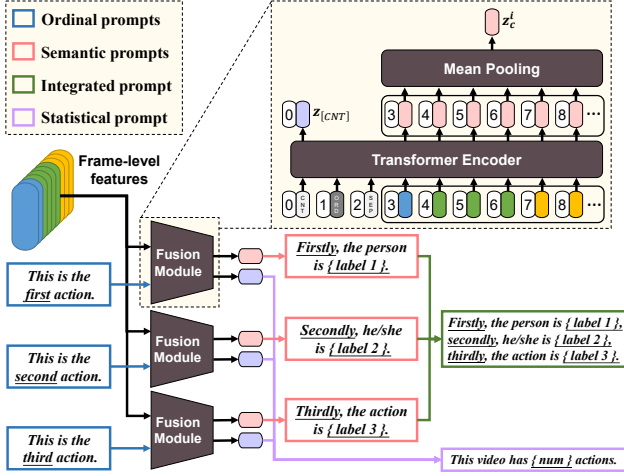 Ordinal prompts
Semantic prompts
Integrated prompt
Statistical prompt
z_c^i
Mean Pooling
0 z_[CNT]
3 4 5 6 7 8 ...
Transformer Encoder
0 CNT 1 ORD 2 SEP 3 4 5 6 7 8 ...
Frame-level
features
Fusion
Module
This is the
first action.
Firstly, the person
is { label 1 }.
Fusion
Module
This is the
second action.
Secondly, he/she
is { label 2 }.
Firstly, the person is { label 1 },
secondly, he/she is { label 2 },
thirdly, the action is { label 3 }.
Fusion
Module
This is the
third action.
Thirdly, the action
is { label 3 }.
This video has { num } actions.